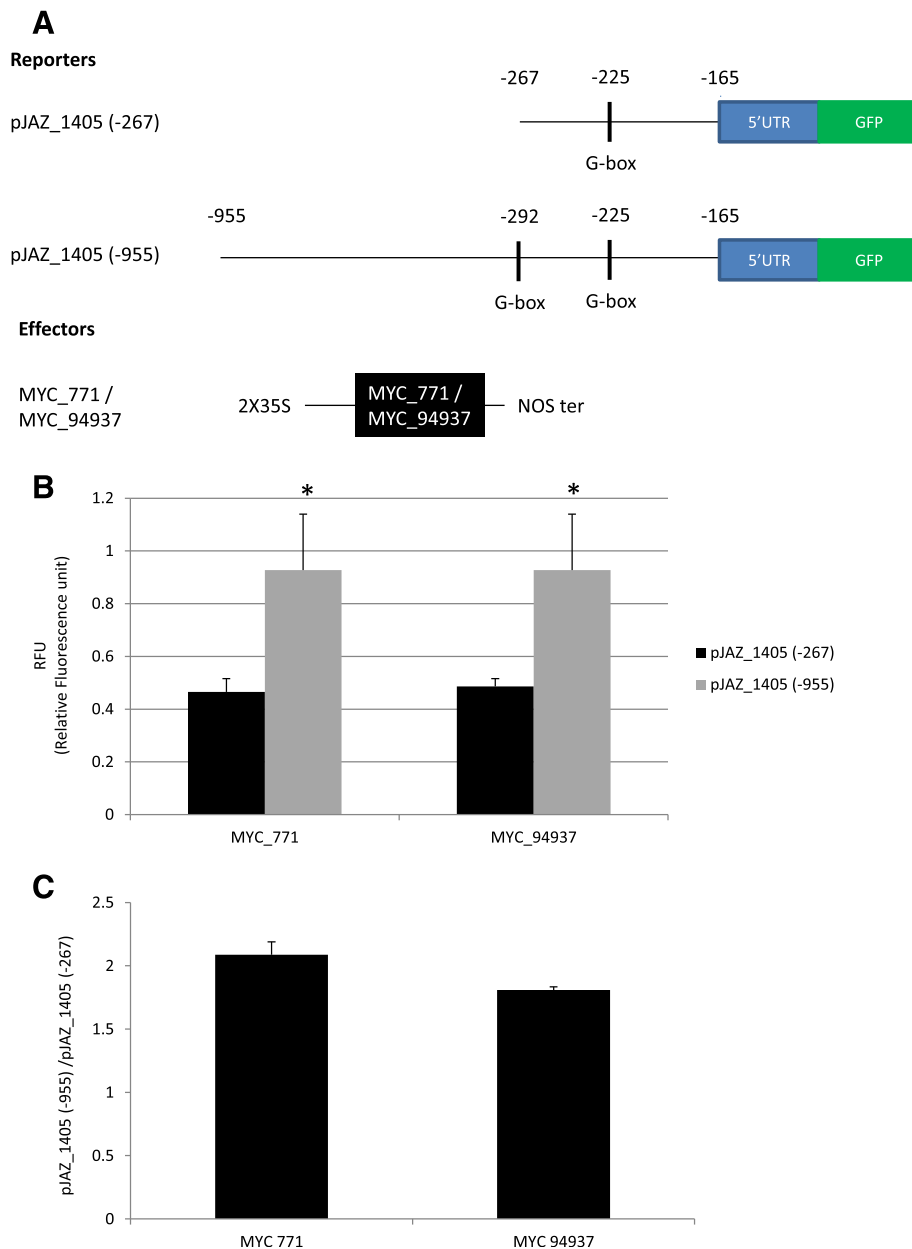 A
Reporters
-267 -225 -165
pJAZ_1405 (-267)
5'UTR GFP
G-box
-955 -292 -225 -165
pJAZ_1405 (-955)
5'UTR GFP
G-box G-box
Effectors
MYC_771 /
MYC_94937
2X35S
MYC_771 /
MYC_94937
NOS ter
B
* *
1.2
1
0.8
0.6
0.4
0.2
0
RFU
(Relative Fluorescence unit)
MYC_771 MYC_94937
pJAZ_1405 (-267)
pJAZ_1405 (-955)
C
2.5
2
1.5
1
0.5
0
pJAZ_1405 (-955) /pJAZ_1405 (-267)
MYC 771 MYC 94937